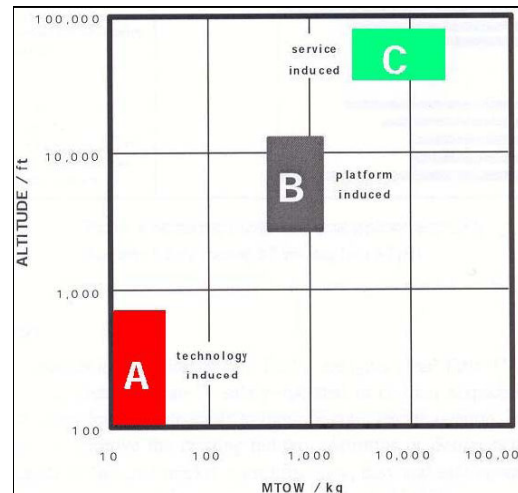 100,000
service
induced
C
10,000
B
platform
induced
ALTITUDE / ft
1,000
A
technology
induced
100
10 100 1,000 10,000 100,00
MTOW / kg